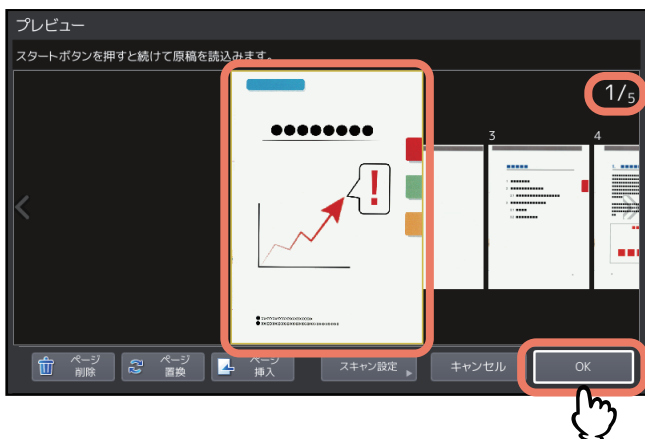 プレビュー
スタートボタンを押すと続けて原稿を読込みます。
1/5
3
4
!
ページ
削除
ページ
置換
ページ
挿入
スキャン設定
キャンセル
OK